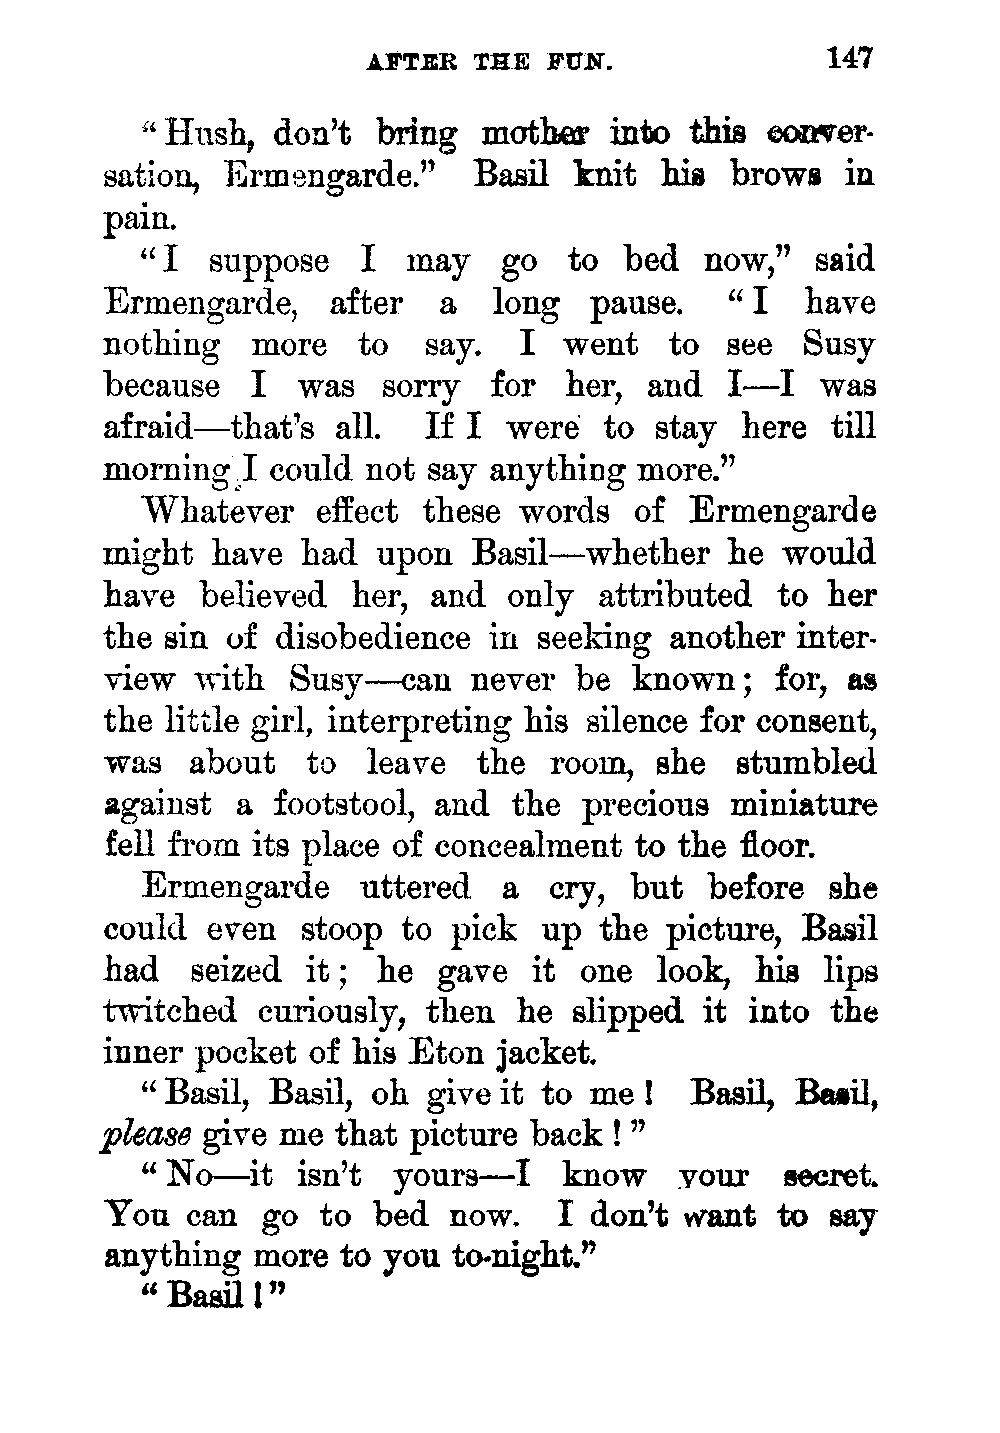 AFTER THE FUN. 147
“Hush, don’t bring mother into this conver-
sation, Ermengarde.” Basil knit his brows in
pain.
“I suppose I may go to bed now,” said
Ermengarde, after a long pause. “I have
nothing more to say. I went to see Susy
because I was sorry for her, and I—I was
afraid—that’s all. If I were to stay here till
morning I could not say anything more.”
Whatever effect these words of Ermengarde
might have had upon Basil—whether he would
have believed her, and only attributed to her
the sin of disobedience in seeking another inter-
view with Susy—can never be known; for, as
the little girl, interpreting his silence for consent,
was about to leave the room, she stumbled
against a footstool, and the precious miniature
fell from its place of concealment to the floor.
Ermengarde uttered a cry, but before she
could even stoop to pick up the picture, Basil
had seized it; he gave it one look, his lips
twitched curiously, then he slipped it into the
inner pocket of his Eton jacket.
“Basil, Basil, oh give it to me! Basil, Basil,
please give me that picture back!”
“No—it isn’t yours—I know your secret.
You can go to bed now. I don’t want to say
anything more to you to-night.”
“Basil!”